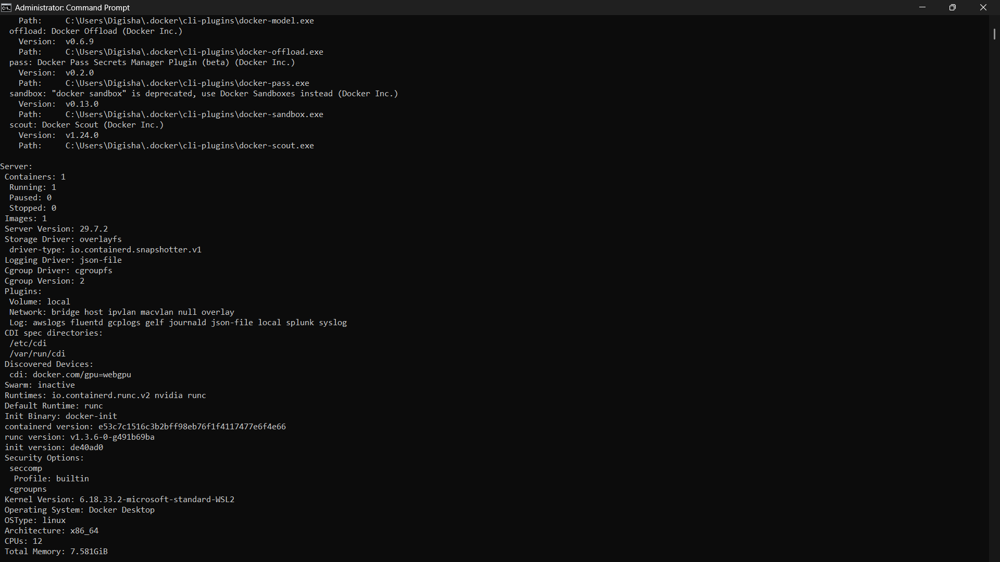 Administrator: Command Prompt
Path: C:\Users\Digisha\.docker\cli-plugins\docker-model.exe
offload: Docker Offload (Docker Inc.)
Version: v0.6.9
Path: C:\Users\Digisha\.docker\cli-plugins\docker-offload.exe
pass: Docker Pass Secrets Manager Plugin (beta) (Docker Inc.)
Version: v0.2.0
Path: C:\Users\Digisha\.docker\cli-plugins\docker-pass.exe
sandbox: "docker sandbox" is deprecated, use Docker Sandboxes instead (Docker Inc.)
Version: v0.13.0
Path: C:\Users\Digisha\.docker\cli-plugins\docker-sandbox.exe
scout: Docker Scout (Docker Inc.)
Version: v1.24.0
Path: C:\Users\Digisha\.docker\cli-plugins\docker-scout.exe
Server:
Containers: 1
Running: 1
Paused: 0
Stopped: 0
Images: 1
Server Version: 29.7.2
Storage Driver: overlayfs
driver-type: io.containerd.snapshotter.v1
Logging Driver: json-file
Cgroup Driver: cgroupfs
Cgroup Version: 2
Plugins:
Volume: local
Network: bridge host ipvlan macvlan null overlay
Log: awslogs fluentd gcplogs gelf journald json-file local splunk syslog
CDI spec directories:
/etc/cdi
/var/run/cdi
Discovered Devices:
cdi: docker.com/gpu=webgpu
Swarm: inactive
Runtimes: io.containerd.runc.v2 nvidia runc
Default Runtime: runc
Init Binary: docker-init
containerd version: e53c7c1516c3b2bff98eb76f1f4117477e6f4e66
runc version: v1.3.6-0-g491b69ba
init version: de40ad0
Security Options:
seccomp
Profile: builtin
cgroupns
Kernel Version: 6.18.33.2-microsoft-standard-WSL2
Operating System: Docker Desktop
OSType: linux
Architecture: x86_64
CPUs: 12
Total Memory: 7.581GiB